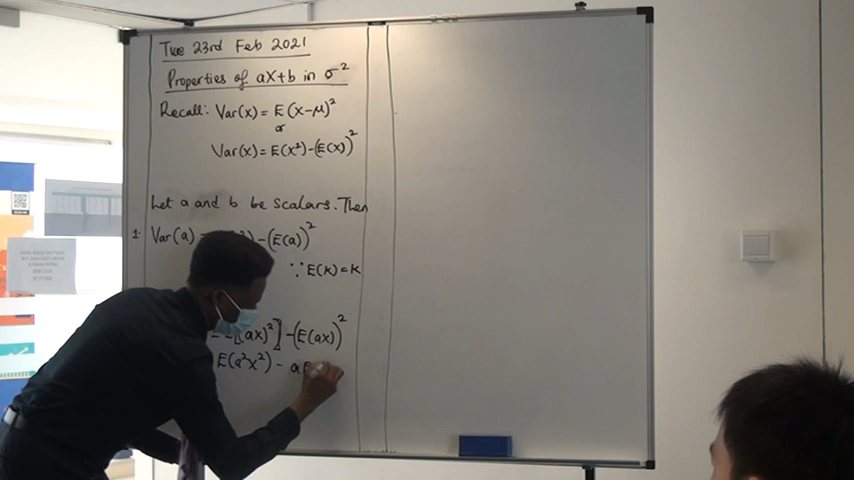 Tue 23rd Feb 2021
Properties of aX+b in σ²
Recall: Var(x) = E(x-μ)²
or
Var(x) = E(x²)-(E(x))²
Let a and b be scalars. Then
1. Var(a) = -(E(a))²
∵ E(K) = K
[(ax)²] -(E(ax))²
E(a²x²) - a